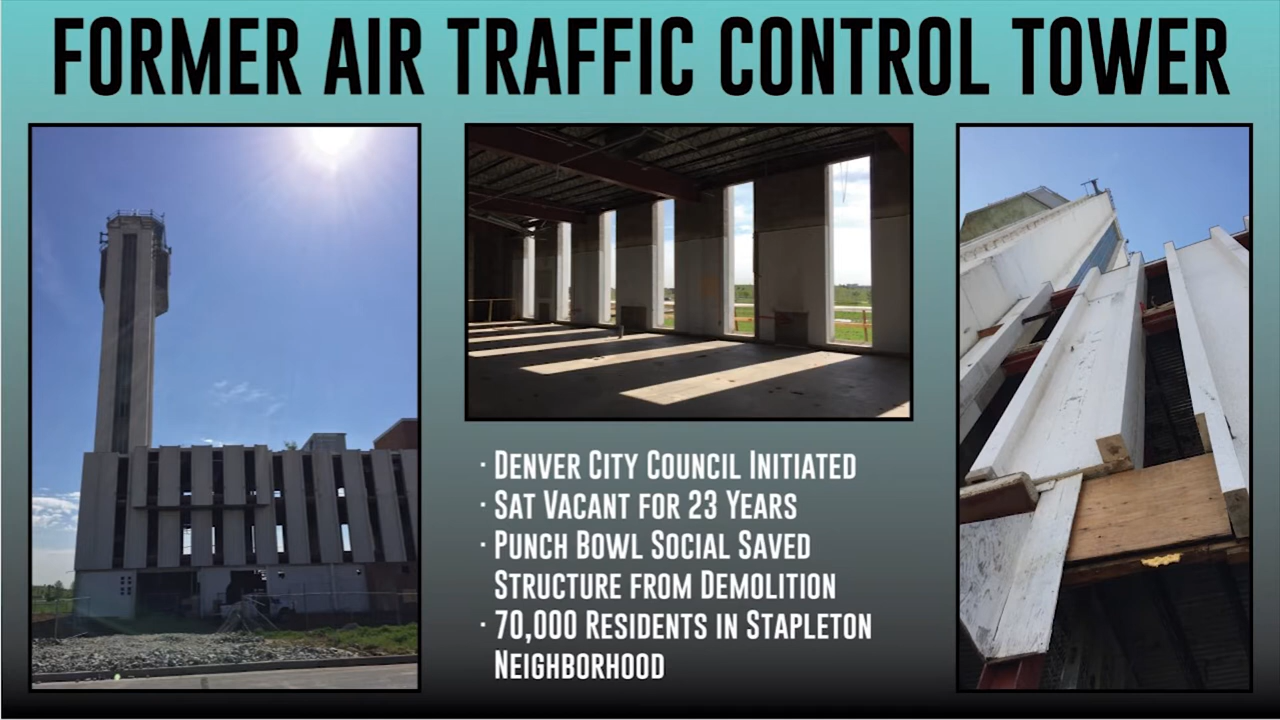 FORMER AIR TRAFFIC CONTROL TOWER
· DENVER CITY COUNCIL INITIATED
· SAT VACANT FOR 23 YEARS
· PUNCH BOWL SOCIAL SAVED
STRUCTURE FROM DEMOLITION
· 70,000 RESIDENTS IN STAPLETON
NEIGHBORHOOD